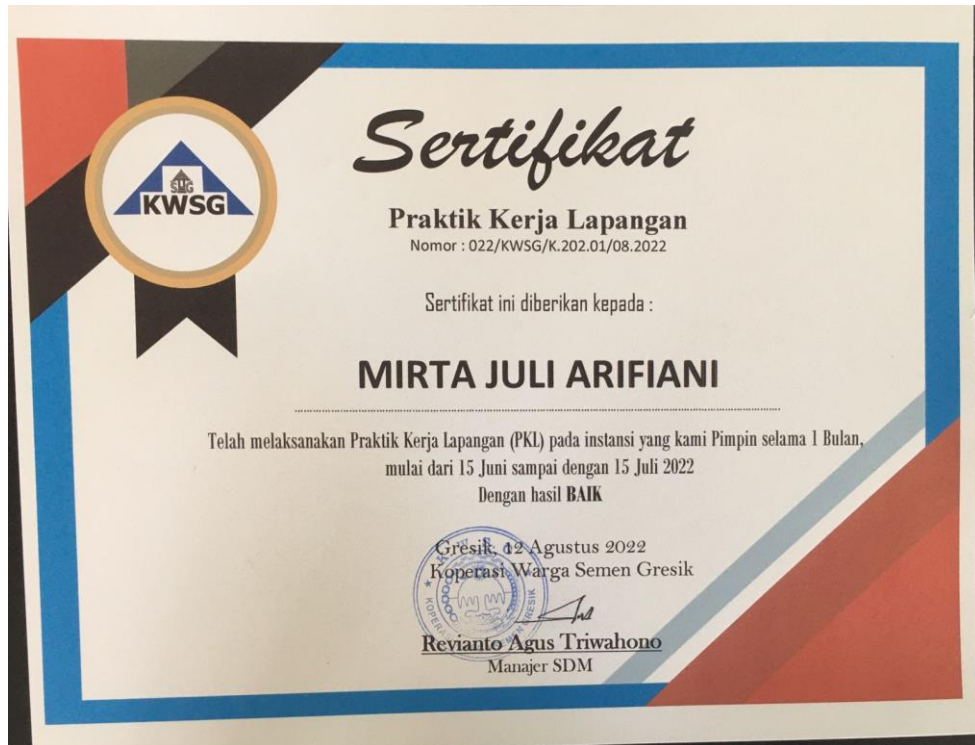 SG
KWSG
Sertifikat
Praktik Kerja Lapangan
Nomor : 022/KWSG/K.202.01/08.2022
Sertifikat ini diberikan kepada :
MIRTA JULI ARIFIANI
Telah melaksanakan Praktik Kerja Lapangan (PKL) pada instansi yang kami Pimpin selama 1 Bulan,
mulai dari 15 Juni sampai dengan 15 Juli 2022
Dengan hasil BAIK
Gresik, 12 Agustus 2022
Koperasi Warga Semen Gresik
Revianto Agus Triwahono
Manajer SDM